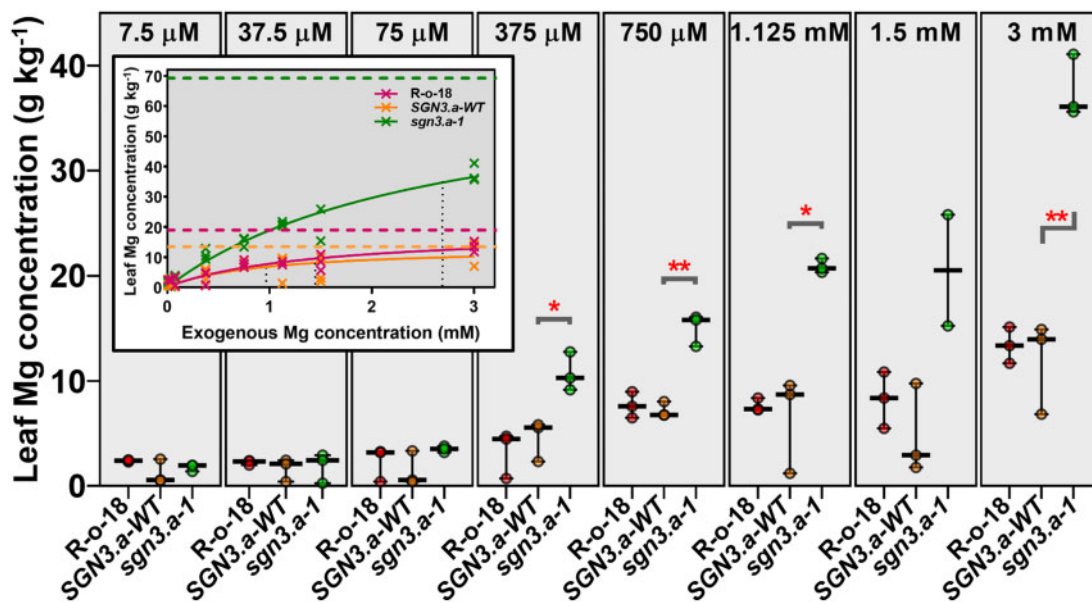 7.5 μM 37.5 μM 75 μM 375 μM 750 μM 1.125 mM 1.5 mM 3 mM
Leaf Mg concentration (g kg⁻¹)
40
30
20
10
0
Leaf Mg concentration (g kg⁻¹)
70
60
50
40
30
20
10
0
R-o-18
SGN3.a-WT
sgn3.a-1
0 1 2 3
Exogenous Mg concentration (mM)
* ** * **
R-o-18 SGN3.a-WT sgn3.a-1 R-o-18 SGN3.a-WT sgn3.a-1 R-o-18 SGN3.a-WT sgn3.a-1 R-o-18 SGN3.a-WT sgn3.a-1 R-o-18 SGN3.a-WT sgn3.a-1 R-o-18 SGN3.a-WT sgn3.a-1 R-o-18 SGN3.a-WT sgn3.a-1 R-o-18 SGN3.a-WT sgn3.a-1